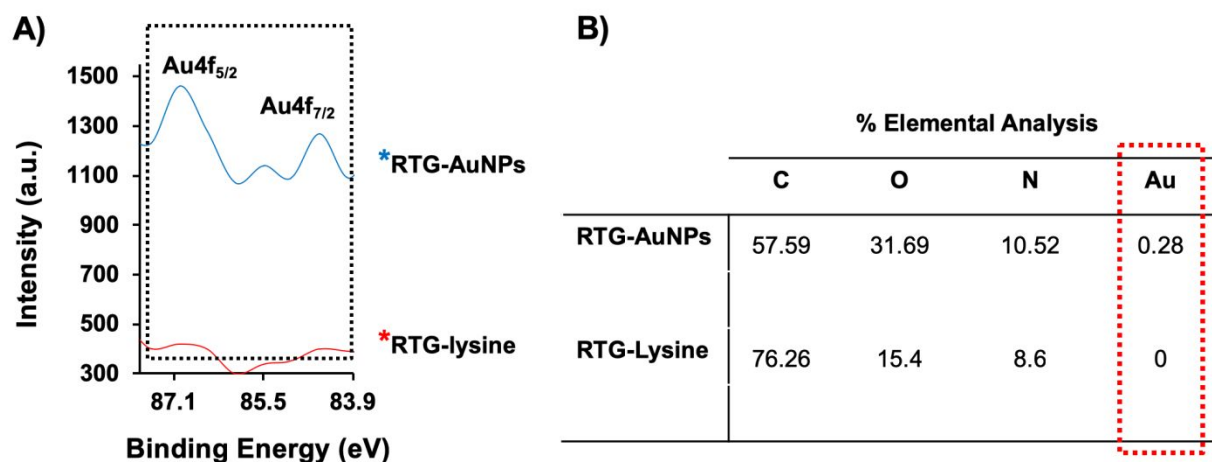 A)
Intensity (a.u.)
1500
1300
1100
900
700
500
300
Au4f5/2
Au4f7/2
*RTG-AuNPs
*RTG-lysine
87.1 85.5 83.9
Binding Energy (eV)
B)
% Elemental Analysis
C O N Au
RTG-AuNPs 57.59 31.69 10.52 0.28
RTG-Lysine 76.26 15.4 8.6 0